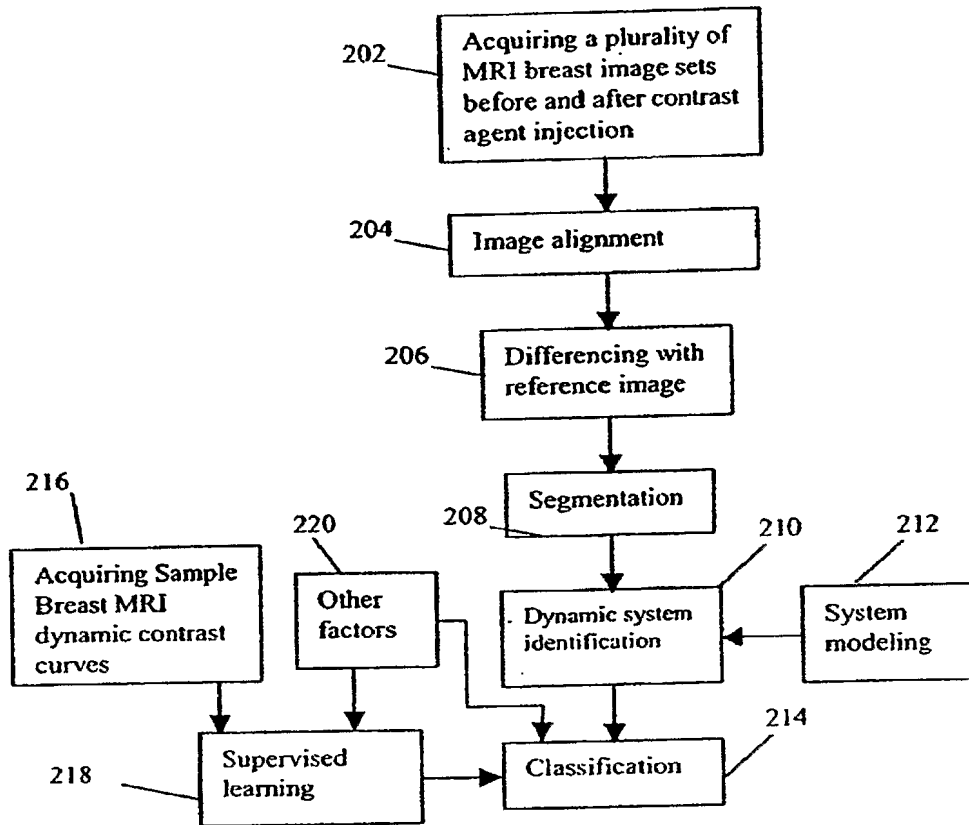 202
Acquiring a plurality of
MRI breast image sets
before and after contrast
agent injection
204
Image alignment
206
Differencing with
reference image
Segmentation
208
216
Acquiring Sample
Breast MRI
dynamic contrast
curves
220
Other
factors
210
Dynamic system
identification
212
System
modeling
218
Supervised
learning
Classification
214